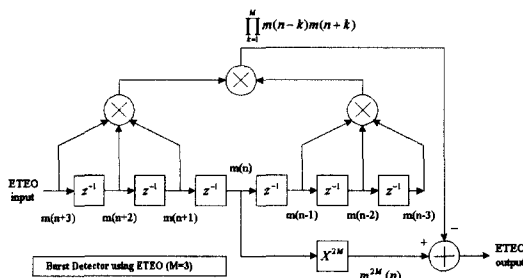 ∏_{k=1}^{M} m(n-k)m(n+k)
ETEO
input
m(n)
z⁻¹ z⁻¹ z⁻¹ z⁻¹ z⁻¹ z⁻¹ z⁻¹
m(n+3) m(n+2) m(n+1) m(n-1) m(n-2) m(n-3)
−
+
ETEO
output
X^{2M}
m^{2M}(n)
Burst Detector using ETEO (M=3)